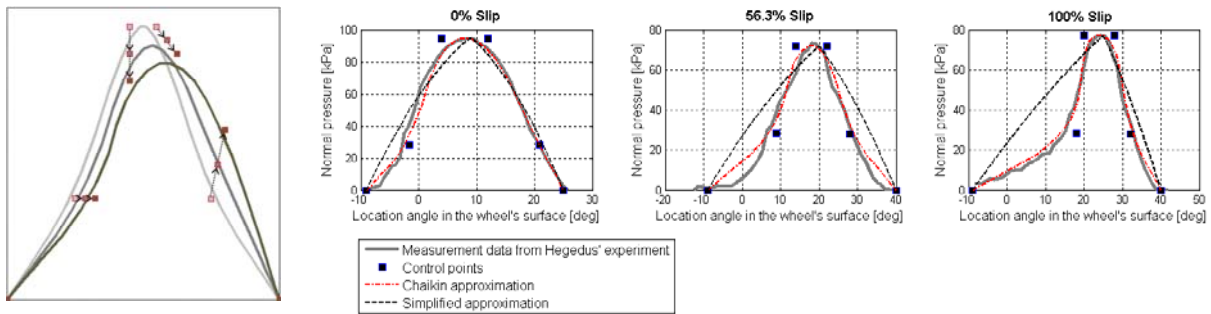 0% Slip
Normal pressure [kPa]
100
80
60
40
20
0
-10 0 10 20 30
Location angle in the wheel's surface [deg]
56.3% Slip
Normal pressure [kPa]
80
60
40
20
0
-20 -10 0 10 20 30 40
Location angle in the wheel's surface [deg]
100% Slip
Normal pressure [kPa]
80
60
40
20
0
-10 0 10 20 30 40 50
Location angle in the wheel's surface [deg]
Measurement data from Hegedus' experiment
Control points
Chaikin approximation
Simplified approximation